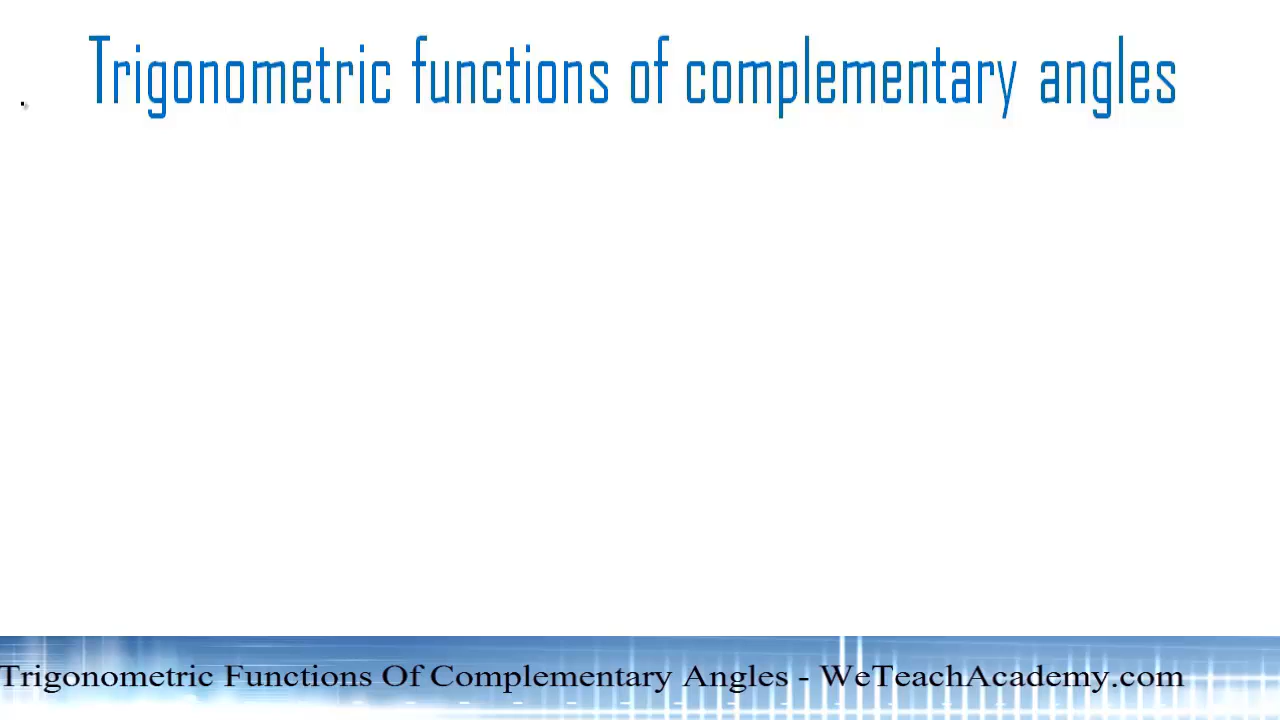 Trigonometric functions of complementary angles
Trigonometric Functions Of Complementary Angles - WeTeachAcademy.com